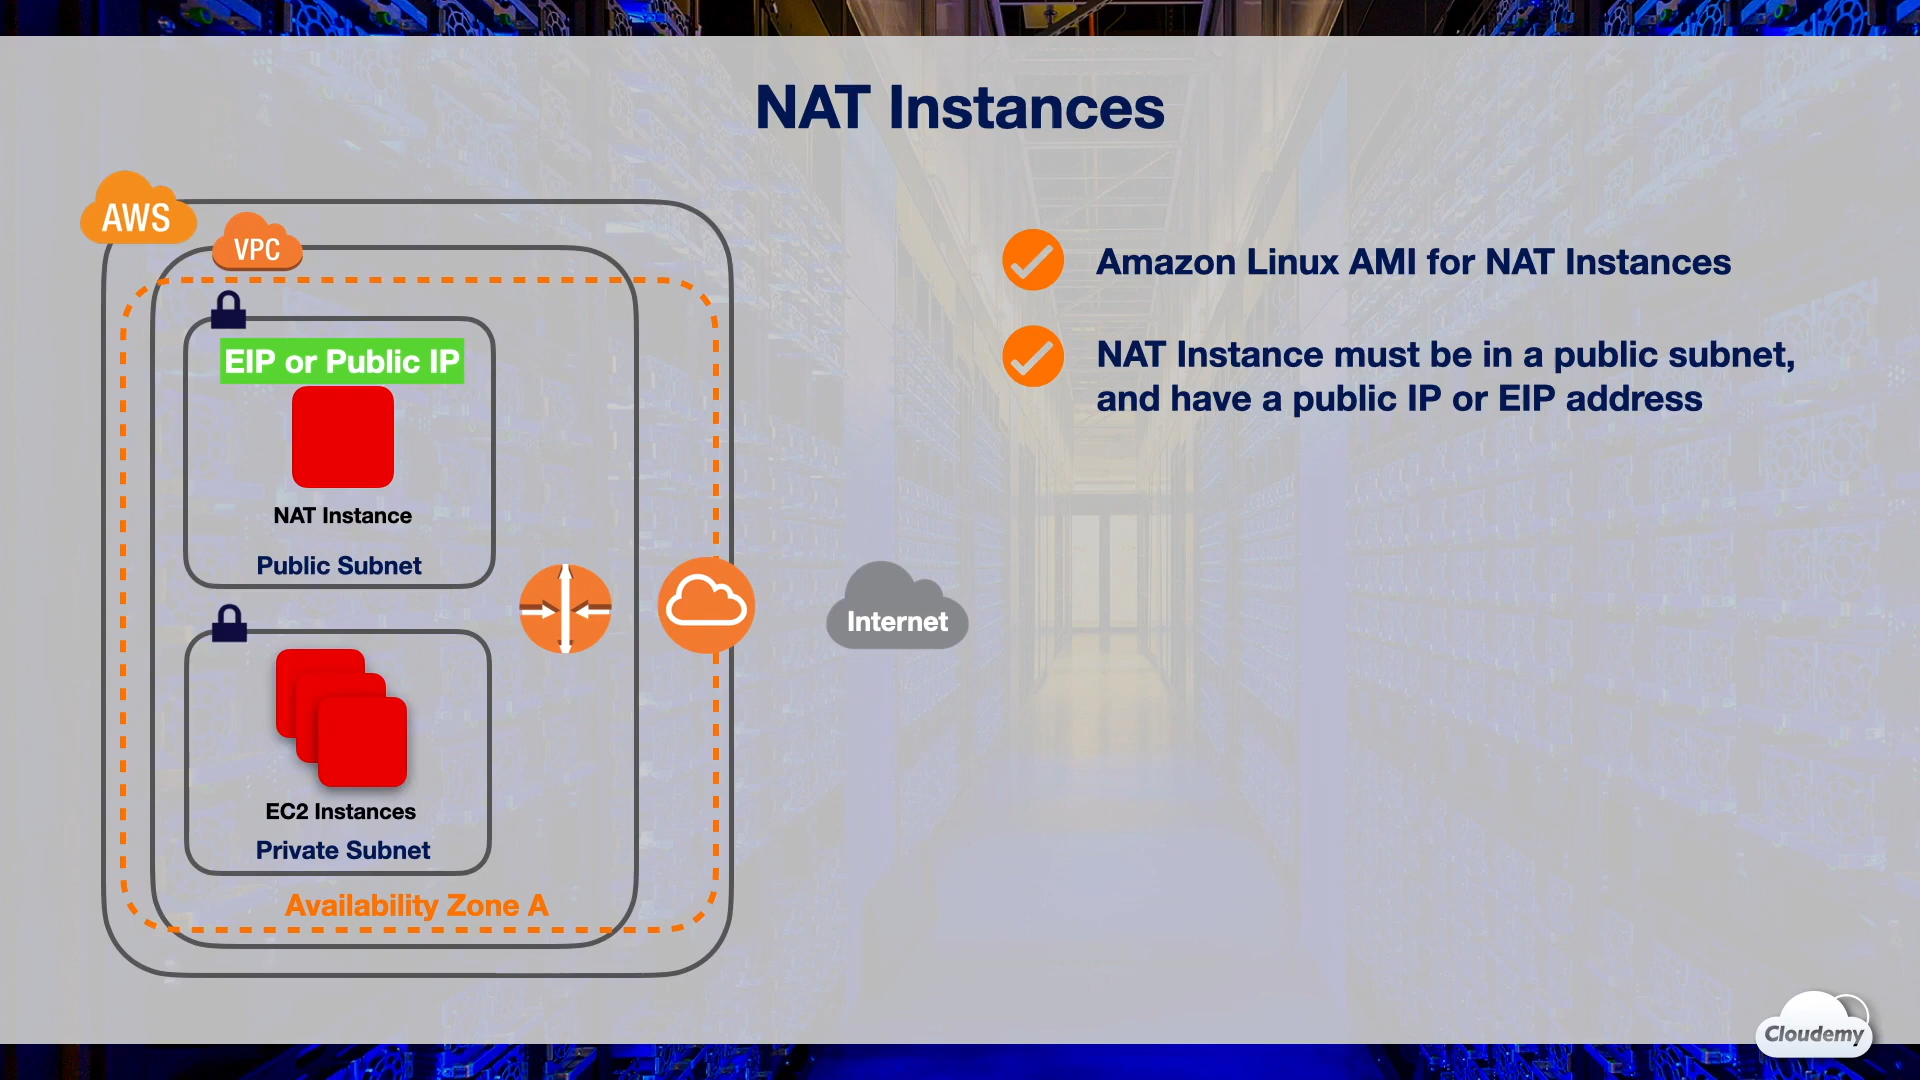 NAT Instances
AWS
VPC
EIP or Public IP
NAT Instance
Public Subnet
EC2 Instances
Private Subnet
Availability Zone A
Internet
Amazon Linux AMI for NAT Instances
NAT Instance must be in a public subnet,
and have a public IP or EIP address
Cloudemy